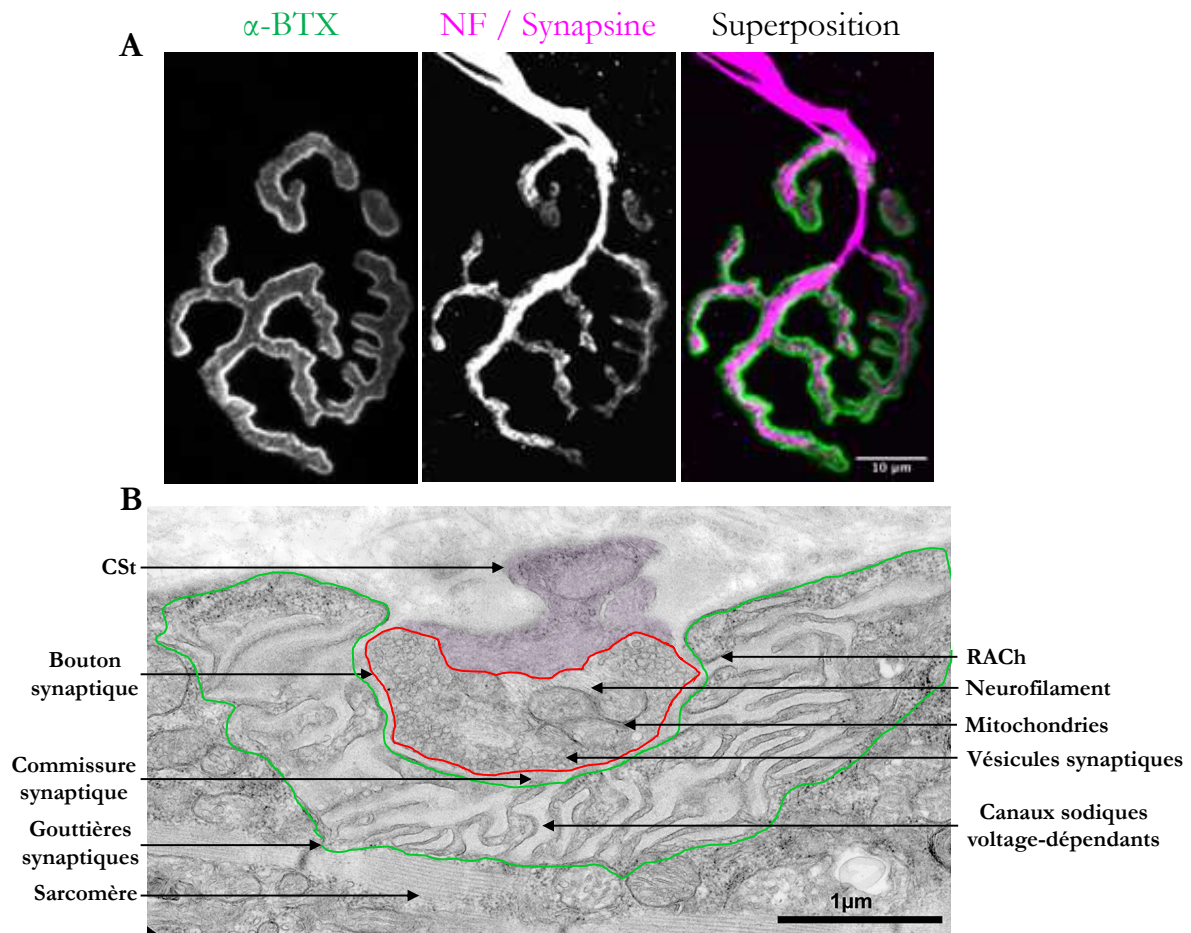 α-BTX
NF / Synapsine
Superposition
A
10 µm
B
CSt
Bouton
synaptique
Commissure
synaptique
Gouttières
synaptiques
Sarcomère
RACh
Neurofilament
Mitochondries
Vésicules synaptiques
Canaux sodiques
voltage-dépendants
1µm